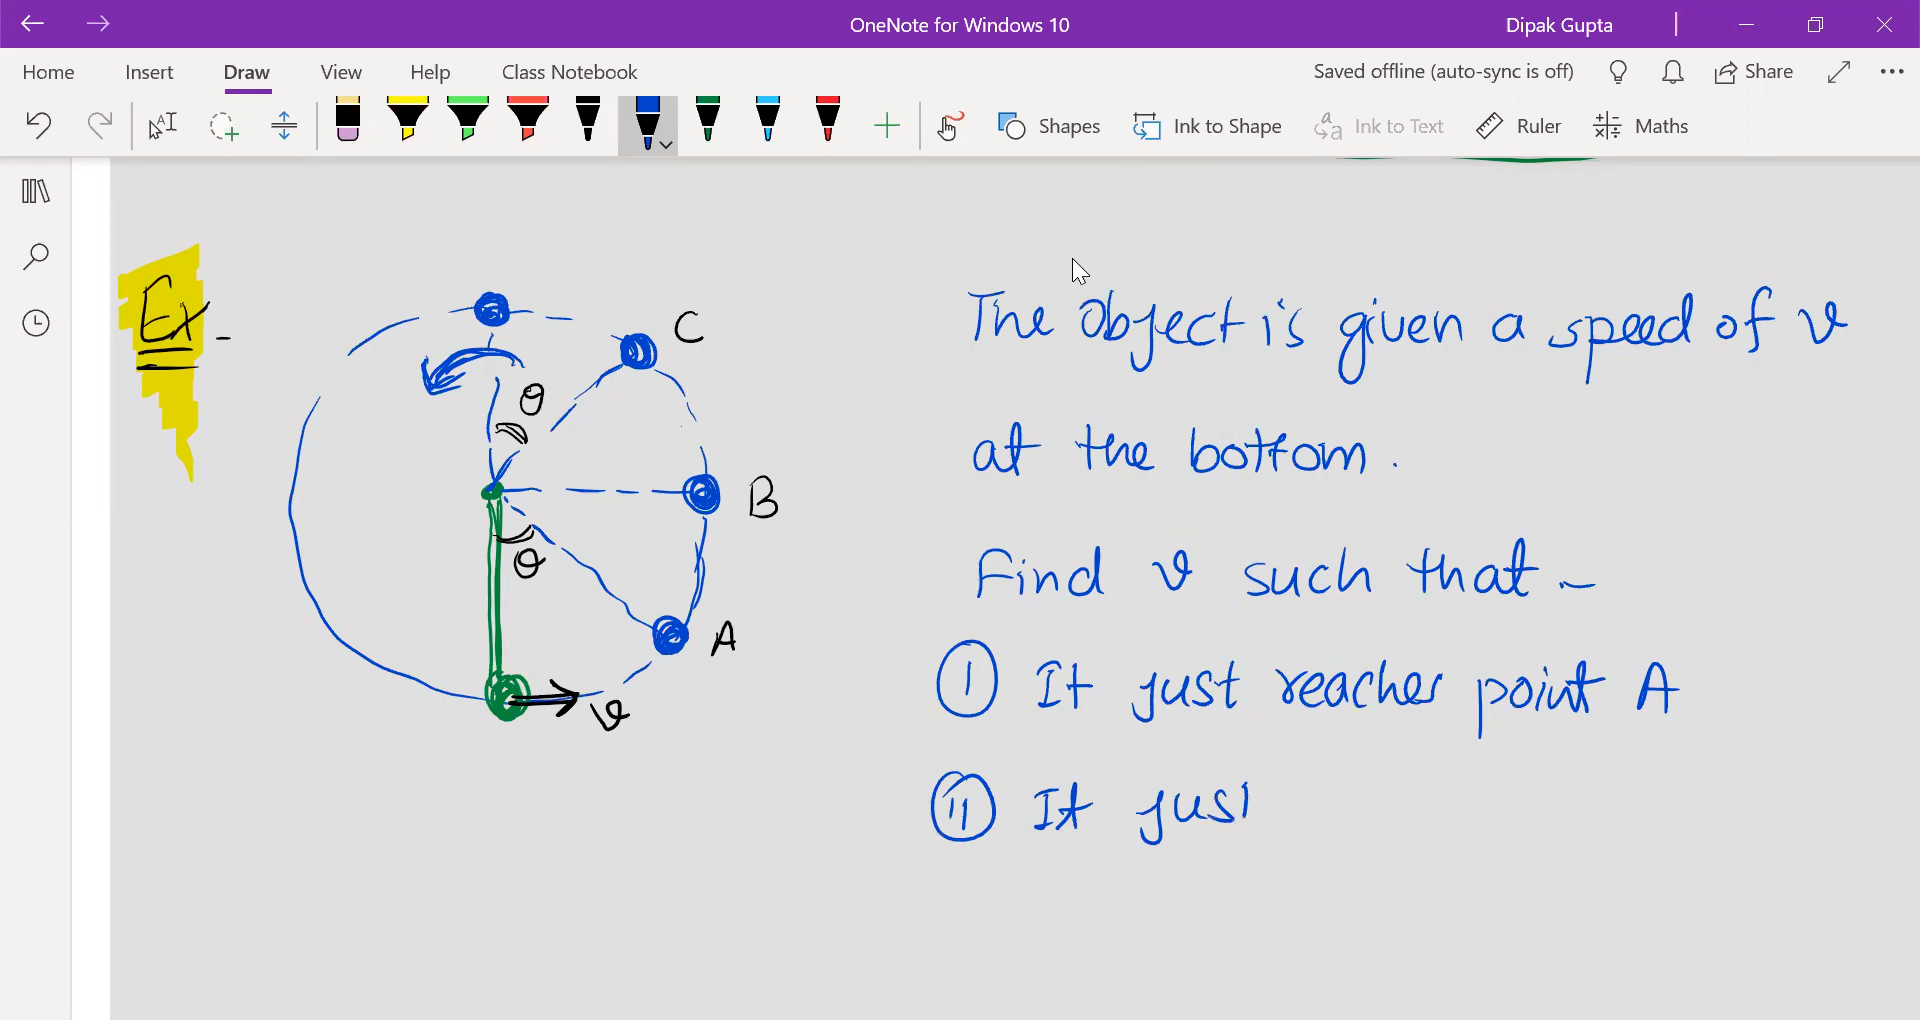 OneNote for Windows 10
Dipak Gupta
Home Insert Draw View Help Class Notebook
Saved offline (auto-sync is off) Share
Shapes Ink to Shape Ink to Text Ruler Maths
Ex -
C
θ
B
θ
A
v
The Object is given a speed of v
at the bottom.
Find v such that -
I It just reaches point A
II It jus